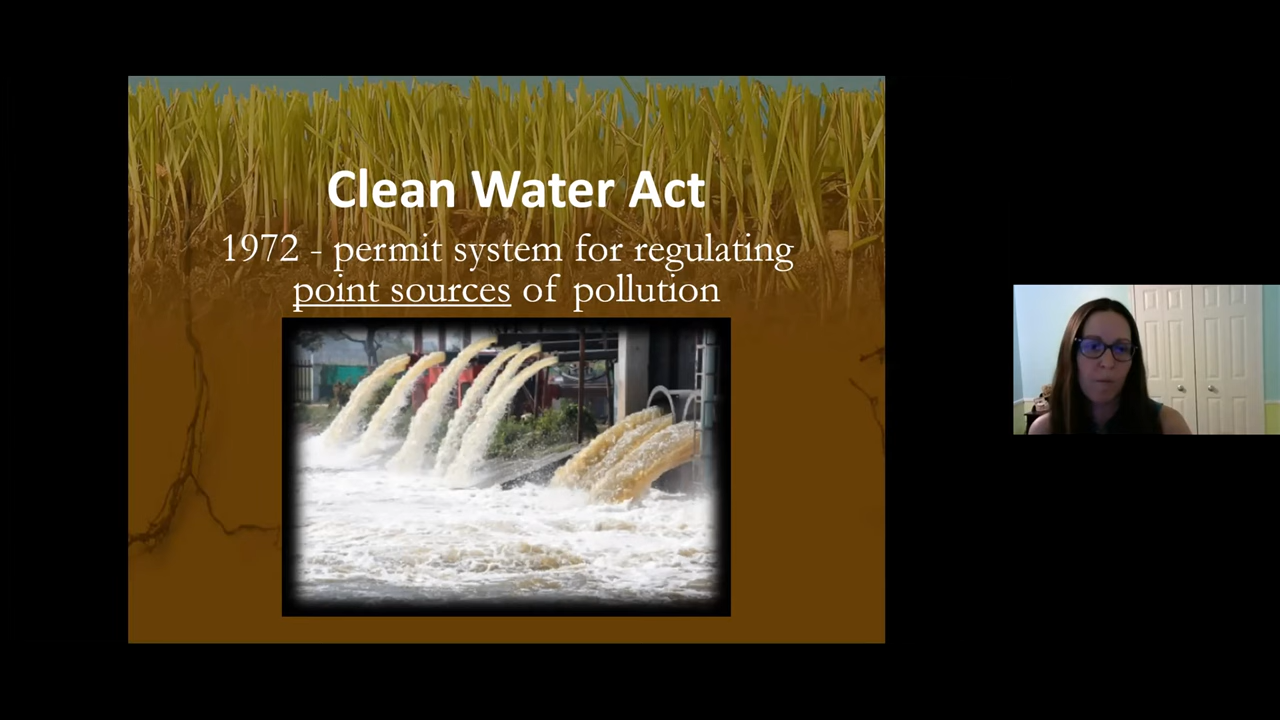 Clean Water Act
1972 - permit system for regulating
point sources of pollution